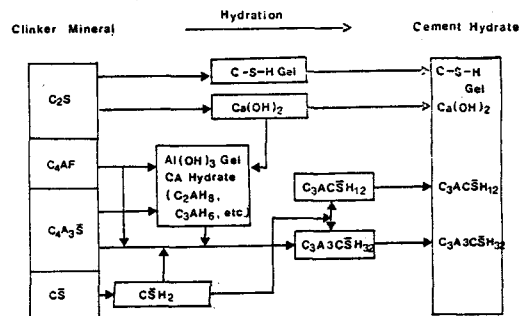 Hydration
Clinker Mineral
Cement Hydrate
C₂S
C₄AF
C₄A₃S̄
CS̄
C-S-H Gel
Ca(OH)₂
Al(OH)₃ Gel
CA Hydrate
(C₂AH₈,
C₃AH₆, etc)
CS̄H₂
C₃ACS̄H₁₂
C₃A3CS̄H₃₂
C-S-H
Gel
Ca(OH)₂
C₃ACS̄H₁₂
C₃A3CS̄H₃₂